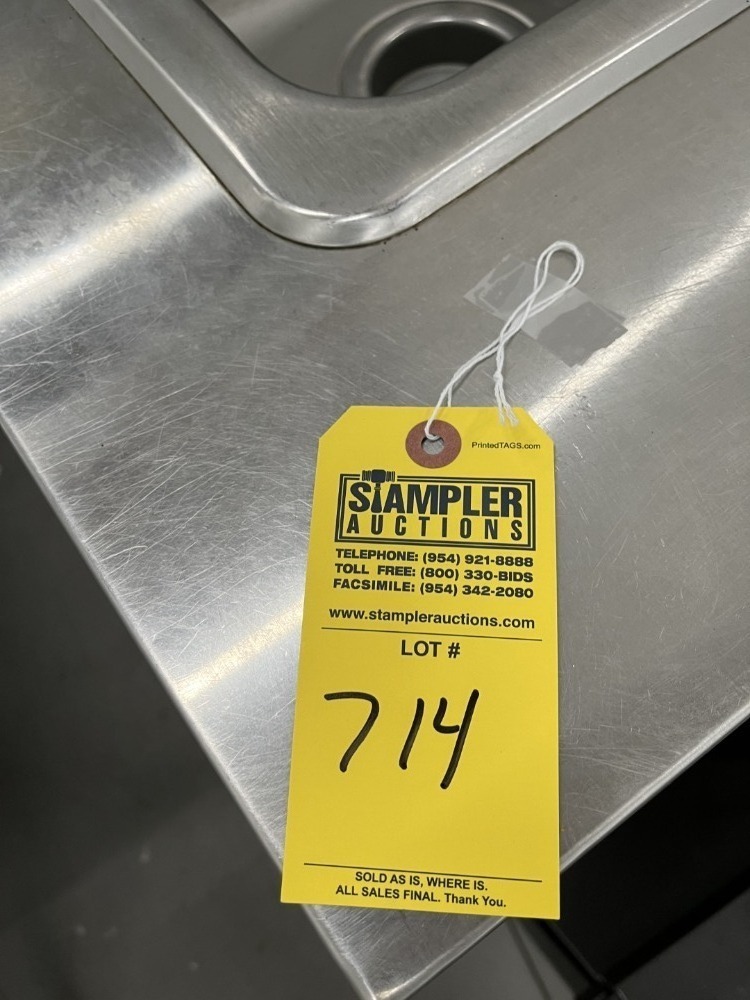 PrintedTAGS.com
STAMPLER
AUCTIONS
TELEPHONE: (954) 921-8888
TOLL FREE: (800) 330-BIDS
FACSIMILE: (954) 342-2080
www.stamplerauctions.com
LOT #
714
SOLD AS IS, WHERE IS.
ALL SALES FINAL. Thank You.